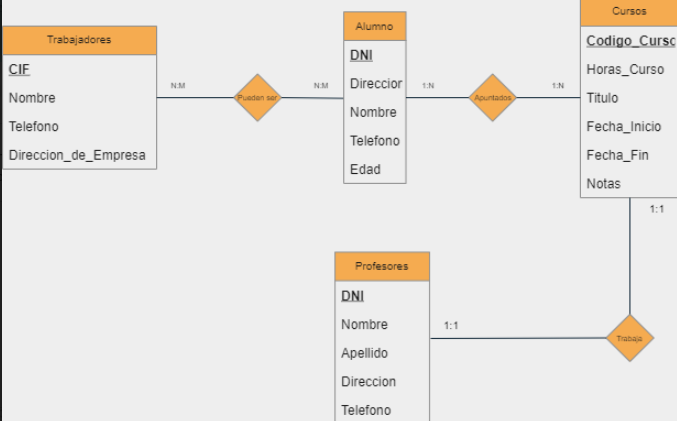 Trabajadores
CIF
Nombre
Telefono
Direccion_de_Empresa
N:M
Pueden ser
N:M
Alumno
DNI
Direccior
Nombre
Telefono
Edad
1:N
Apuntados
1:N
Cursos
Codigo_Cursc
Horas_Curso
Titulo
Fecha_Inicio
Fecha_Fin
Notas
1:1
Profesores
DNI
Nombre
Apellido
Direccion
Telefono
1:1
Trabaja